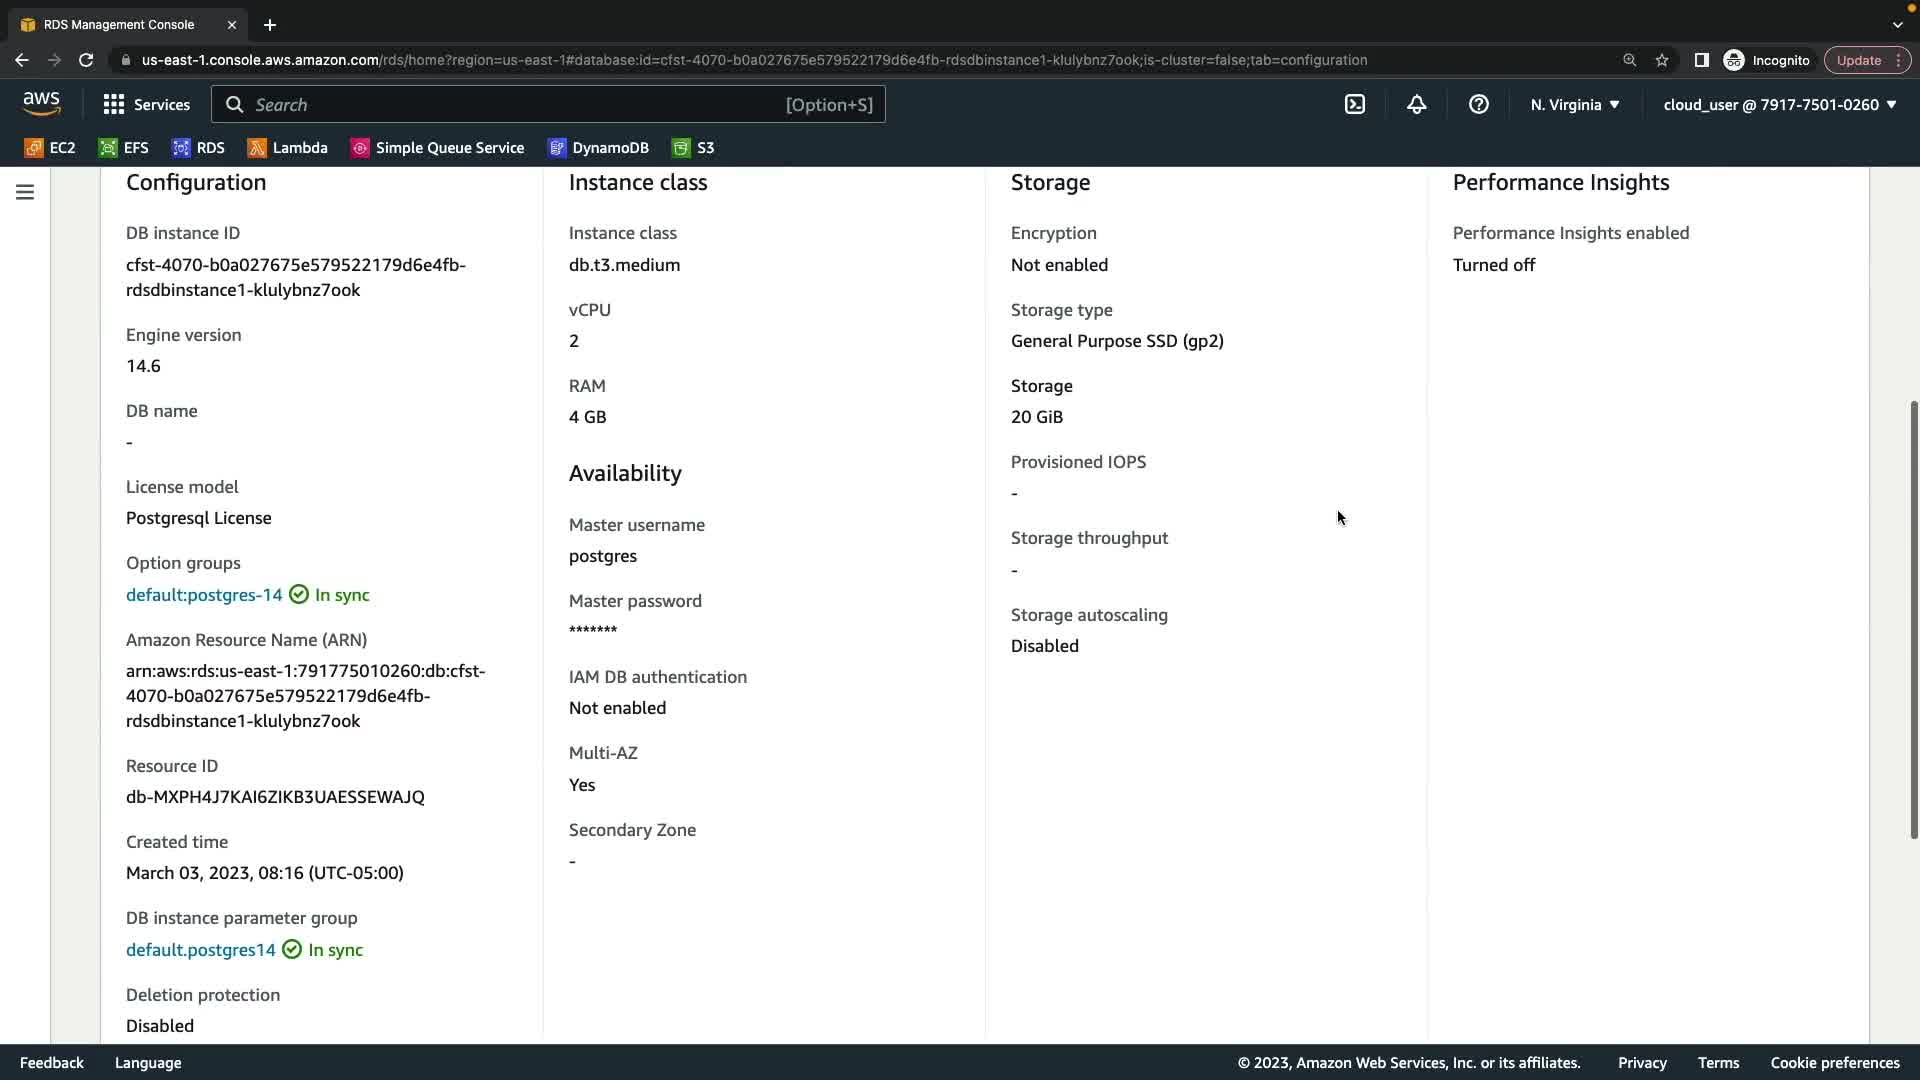 RDS Management Console
us-east-1.console.aws.amazon.com/rds/home?region=us-east-1#database:id=cfst-4070-b0a027675e579522179d6e4fb-rdsdbinstance1-klulybnz7ook;is-cluster=false;tab=configuration
Incognito
Update
aws
Services
Search
[Option+S]
N. Virginia
cloud_user @ 7917-7501-0260
EC2
EFS
RDS
Lambda
Simple Queue Service
DynamoDB
S3
Configuration
DB instance ID
cfst-4070-b0a027675e579522179d6e4fb-
rdsdbinstance1-klulybnz7ook
Engine version
14.6
DB name
-
License model
Postgresql License
Option groups
default:postgres-14 In sync
Amazon Resource Name (ARN)
arn:aws:rds:us-east-1:791775010260:db:cfst-
4070-b0a027675e579522179d6e4fb-
rdsdbinstance1-klulybnz7ook
Resource ID
db-MXPH4J7KAI6ZIKB3UAESSEWAJQ
Created time
March 03, 2023, 08:16 (UTC-05:00)
DB instance parameter group
default.postgres14 In sync
Deletion protection
Disabled
Instance class
Instance class
db.t3.medium
vCPU
2
RAM
4 GB
Availability
Master username
postgres
Master password
*******
IAM DB authentication
Not enabled
Multi-AZ
Yes
Secondary Zone
-
Storage
Encryption
Not enabled
Storage type
General Purpose SSD (gp2)
Storage
20 GiB
Provisioned IOPS
-
Storage throughput
-
Storage autoscaling
Disabled
Performance Insights
Performance Insights enabled
Turned off
Feedback
Language
© 2023, Amazon Web Services, Inc. or its affiliates.
Privacy
Terms
Cookie preferences